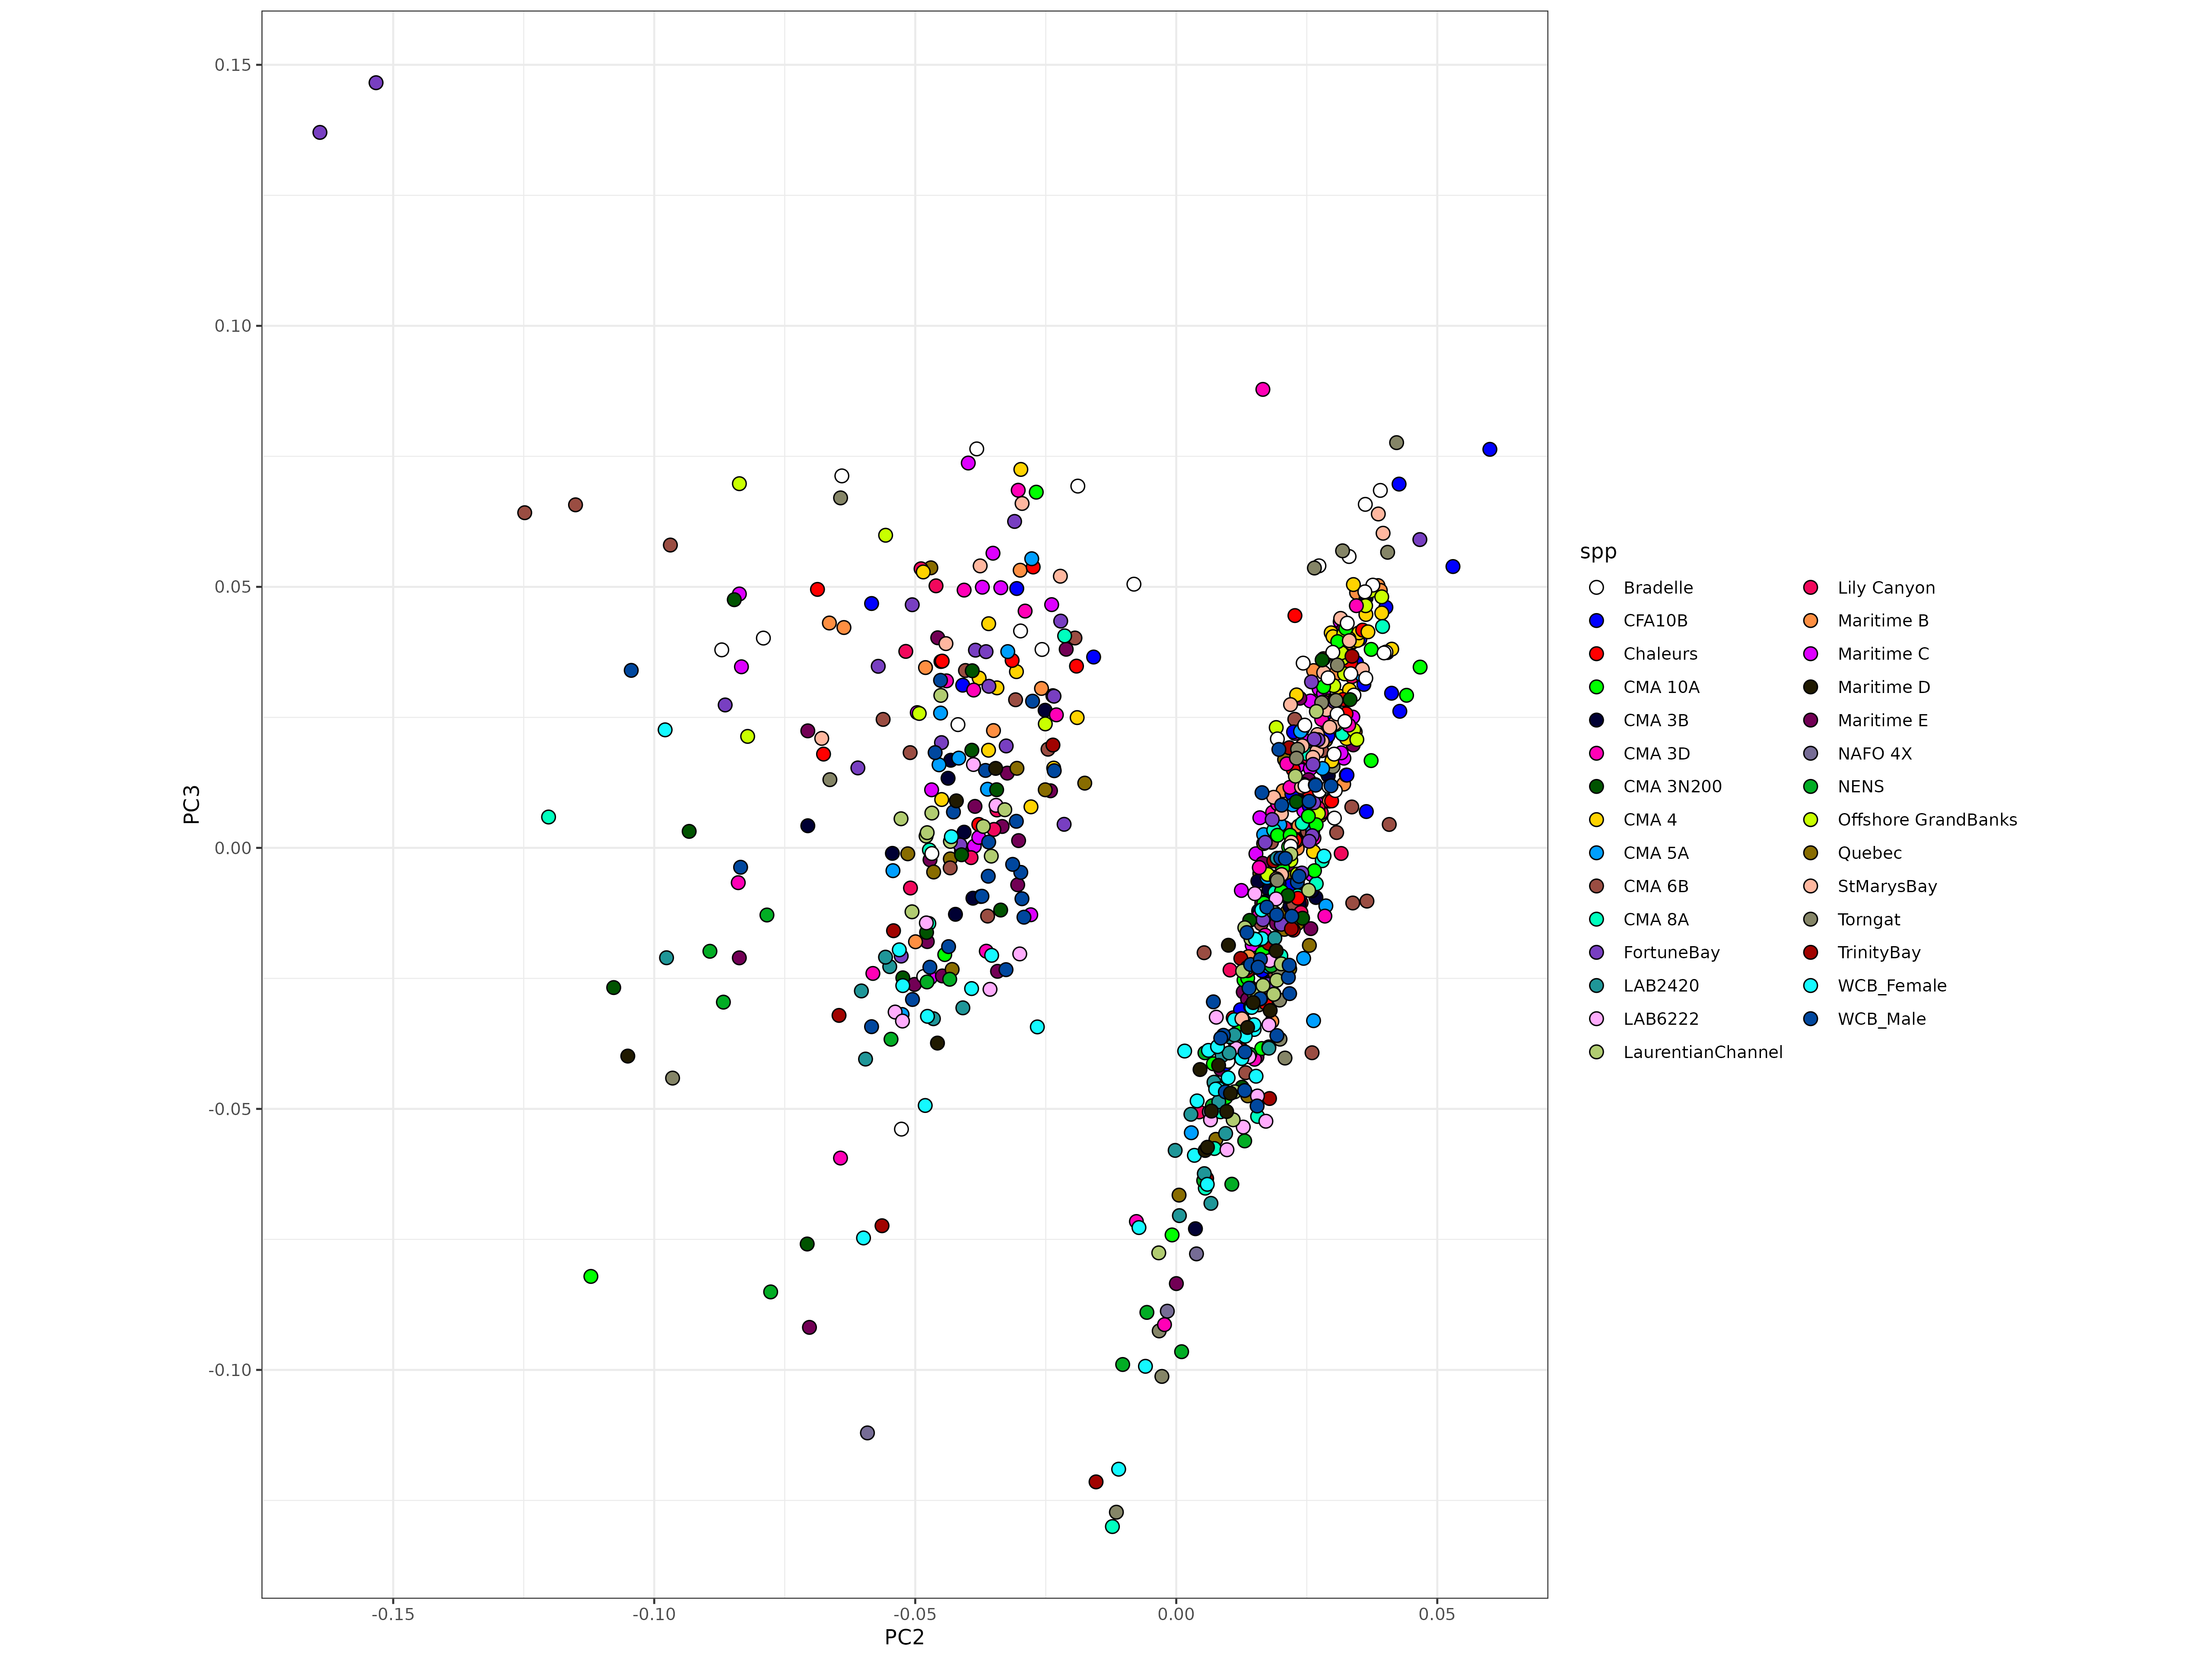 0.15
0.10
0.05
0.00
-0.05
-0.10
PC3
-0.15
-0.10
-0.05
0.00
0.05
PC2
spp
Bradelle
CFA10B
Chaleurs
CMA 10A
CMA 3B
CMA 3D
CMA 3N200
CMA 4
CMA 5A
CMA 6B
CMA 8A
FortuneBay
LAB2420
LAB6222
LaurentianChannel
Lily Canyon
Maritime B
Maritime C
Maritime D
Maritime E
NAFO 4X
NENS
Offshore GrandBanks
Quebec
StMarysBay
Torngat
TrinityBay
WCB_Female
WCB_Male